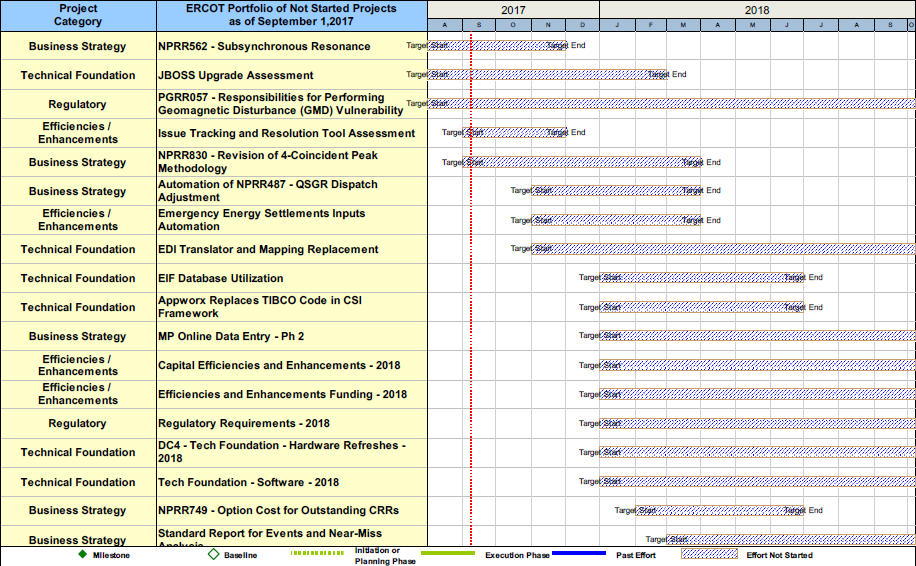 Project
Category
ERCOT Portfolio of Not Started Projects
as of September 1,2017
2017
2018
A S O N D J F M A M J J A S O
Business Strategy
NPRR562 - Subsynchronous Resonance
Target Start
Target End
Technical Foundation
JBOSS Upgrade Assessment
Target Start
Target End
Regulatory
PGRR057 - Responsibilities for Performing
Geomagnetic Disturbance (GMD) Vulnerability
Target Start
Efficiencies /
Enhancements
Issue Tracking and Resolution Tool Assessment
Target Start
Target End
Business Strategy
NPRR830 - Revision of 4-Coincident Peak
Methodology
Target Start
Target End
Business Strategy
Automation of NPRR487 - QSGR Dispatch
Adjustment
Target Start
Target End
Efficiencies /
Enhancements
Emergency Energy Settlements Inputs
Automation
Target Start
Target End
Technical Foundation
EDI Translator and Mapping Replacement
Target Start
Technical Foundation
EIF Database Utilization
Target Start
Target End
Technical Foundation
Appworx Replaces TIBCO Code in CSI
Framework
Target Start
Target End
Business Strategy
MP Online Data Entry - Ph 2
Target Start
Efficiencies /
Enhancements
Capital Efficiencies and Enhancements - 2018
Target Start
Efficiencies /
Enhancements
Efficiencies and Enhancements Funding - 2018
Target Start
Regulatory
Regulatory Requirements - 2018
Target Start
Technical Foundation
DC4 - Tech Foundation - Hardware Refreshes -
2018
Target Start
Technical Foundation
Tech Foundation - Software - 2018
Target Start
Business Strategy
NPRR749 - Option Cost for Outstanding CRRs
Target Start
Target End
Business Strategy
Standard Report for Events and Near-Miss
Analysis
Target Start
Milestone
Baseline
Initiation or
Planning Phase
Execution Phase
Past Effort
Effort Not Started